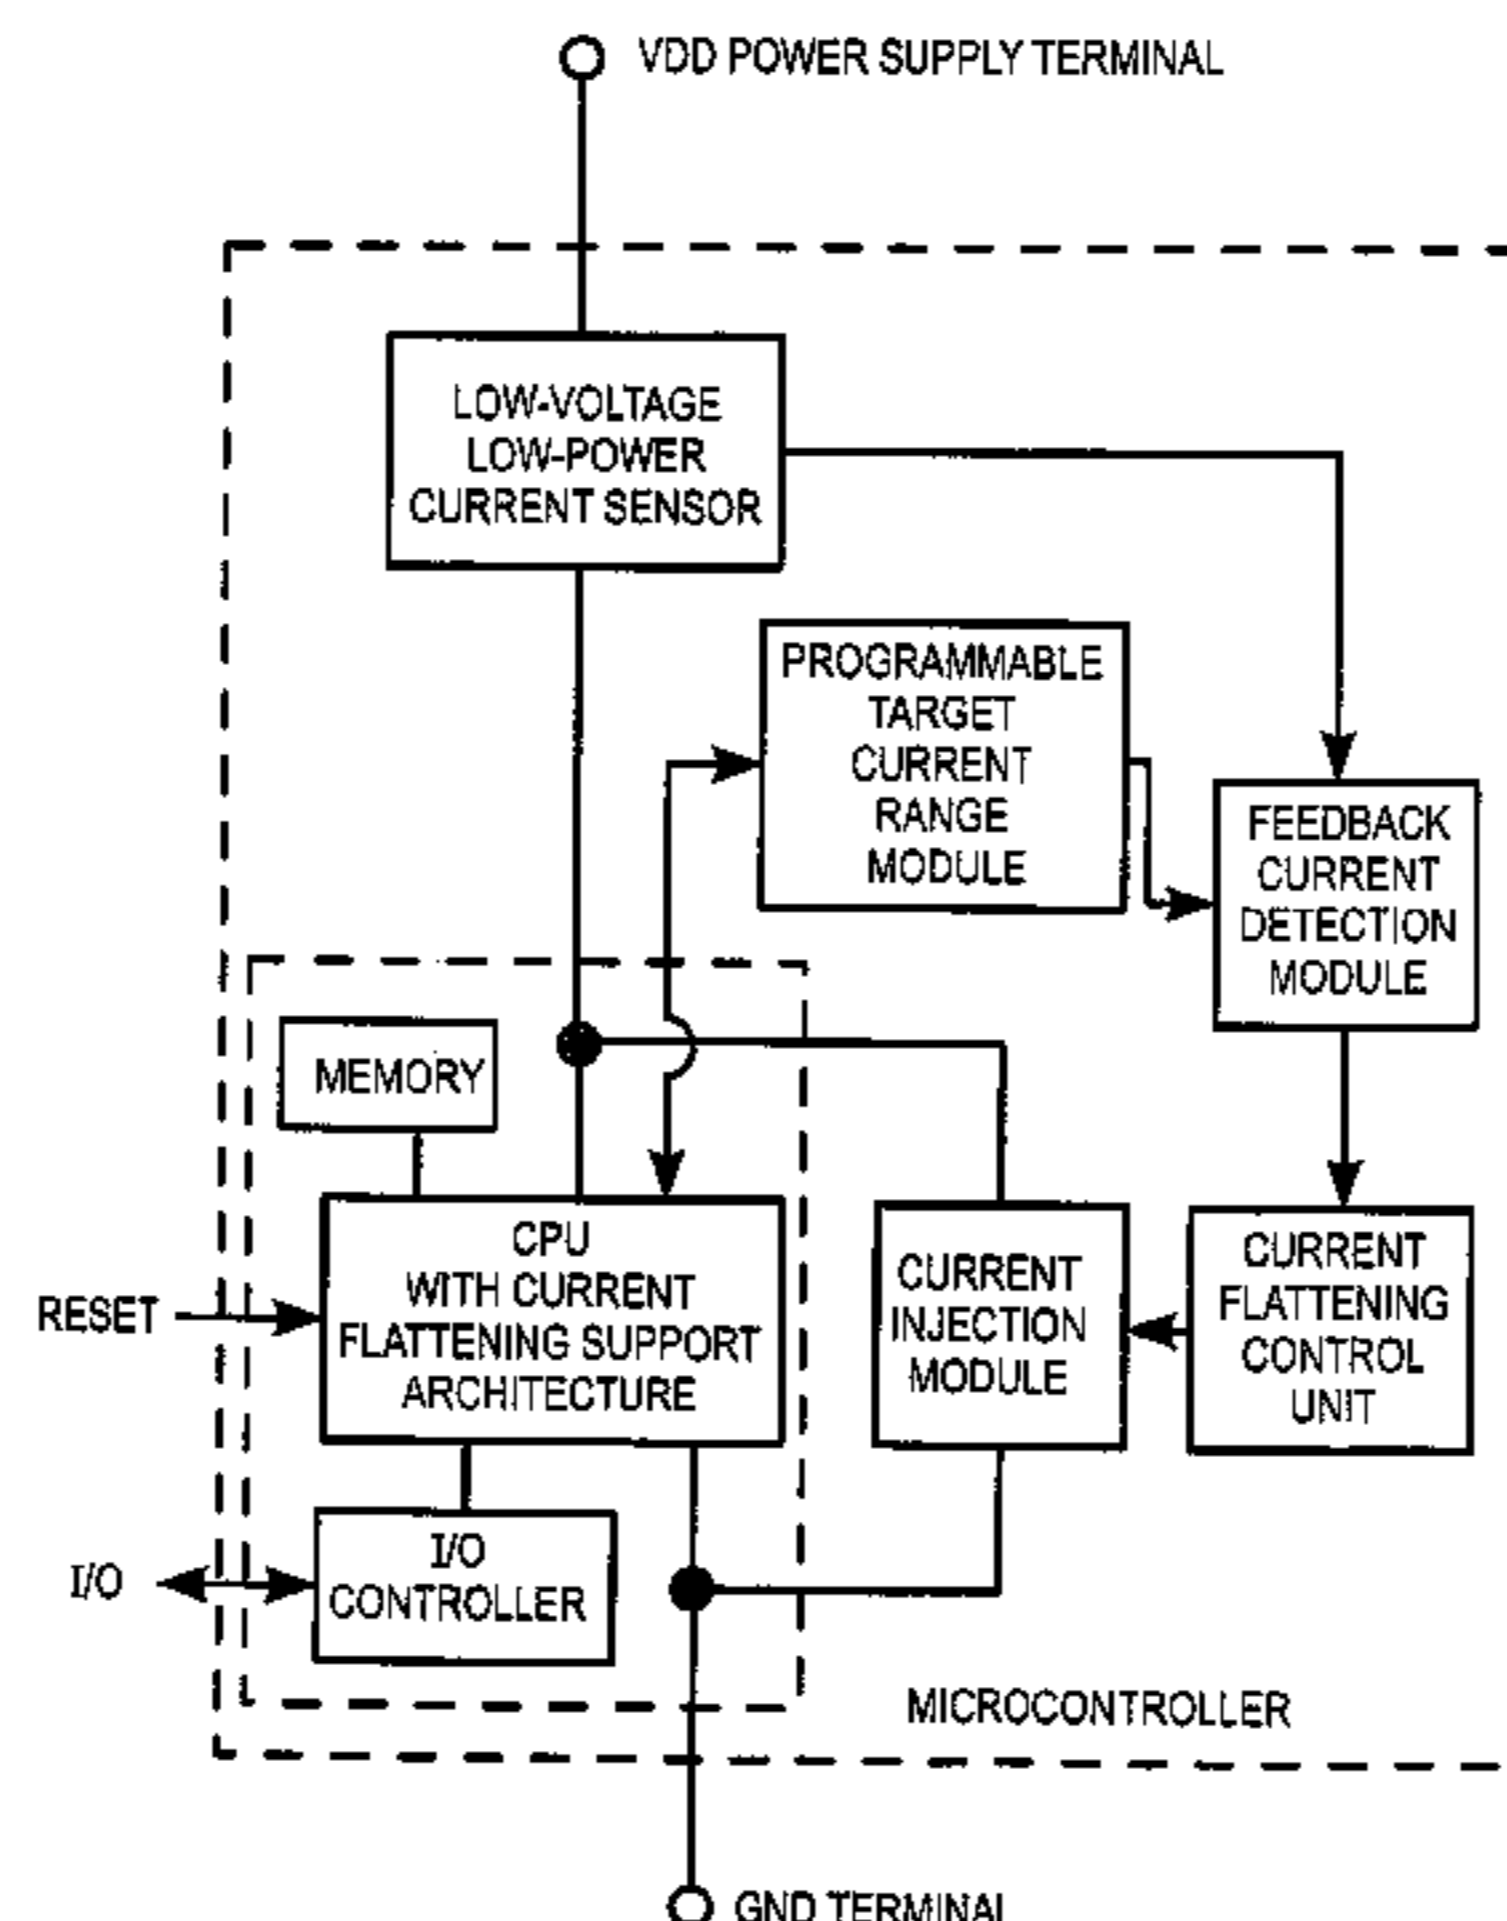 VDD POWER SUPPLY TERMINAL
LOW-VOLTAGE
LOW-POWER
CURRENT SENSOR
PROGRAMMABLE
TARGET
CURRENT
RANGE
MODULE
FEEDBACK
CURRENT
DETECTION
MODULE
MEMORY
CPU
WITH CURRENT
FLATTENING SUPPORT
ARCHITECTURE
RESET
CURRENT
INJECTION
MODULE
CURRENT
FLATTENING
CONTROL
UNIT
I/O
I/O
CONTROLLER
MICROCONTROLLER
GND TERMINAL